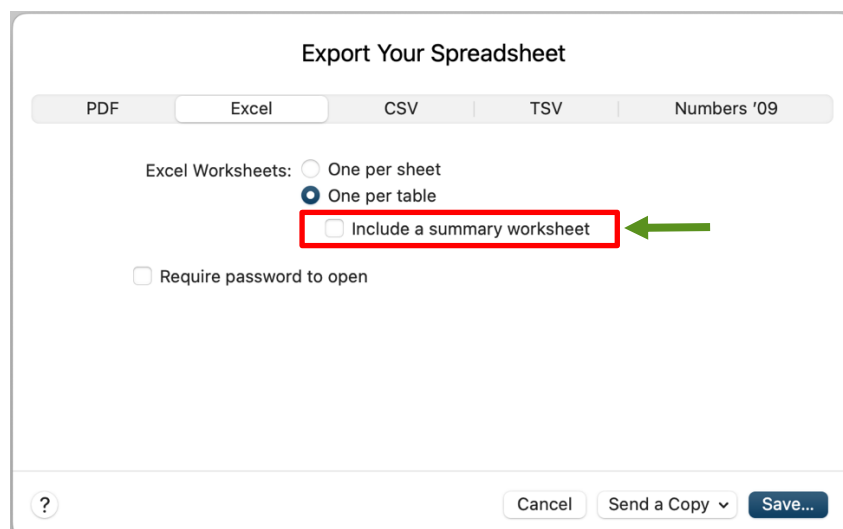 Export Your Spreadsheet
PDF Excel CSV TSV Numbers '09
Excel Worksheets: One per sheet
One per table
Include a summary worksheet
Require password to open
? Cancel Send a Copy Save...